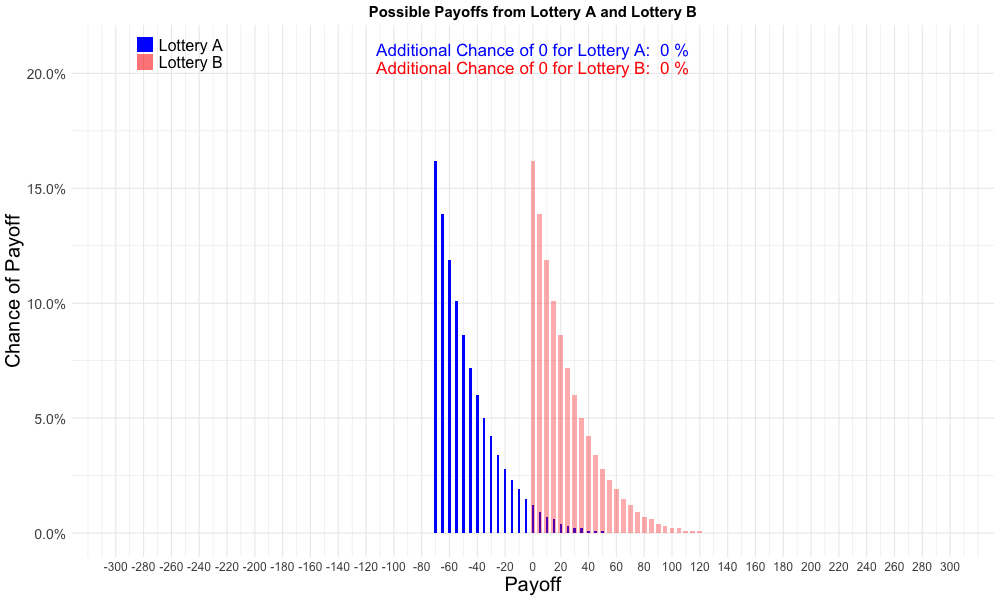 Possible Payoffs from Lottery A and Lottery B
Lottery A
Lottery B
Additional Chance of 0 for Lottery A:  0 %
Additional Chance of 0 for Lottery B:  0 %
Chance of Payoff
20.0%
15.0%
10.0%
5.0%
0.0%
-300 -280 -260 -240 -220 -200 -180 -160 -140 -120 -100 -80 -60 -40 -20 0 20 40 60 80 100 120 140 160 180 200 220 240 260 280 300
Payoff